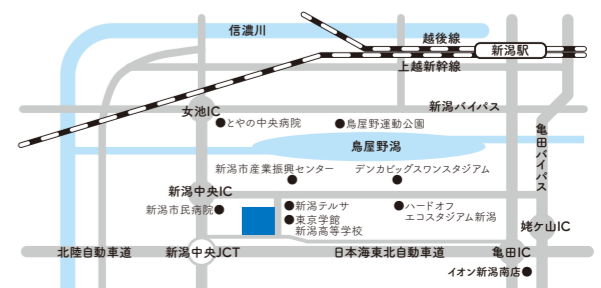 信濃川
越後線
新潟駅
上越新幹線
新潟バイパス
女池IC
とやの中央病院
鳥屋野運動公園
亀田バイパス
鳥屋野潟
新潟市産業振興センター
デンカビッグスワンスタジアム
新潟中央IC
新潟市民病院
新潟テルサ
東京学館
新潟高等学校
ハードオフ
エコスタジアム新潟
姥ケ山IC
北陸自動車道
新潟中央JCT
日本海東北自動車道
亀田IC
イオン新潟南店